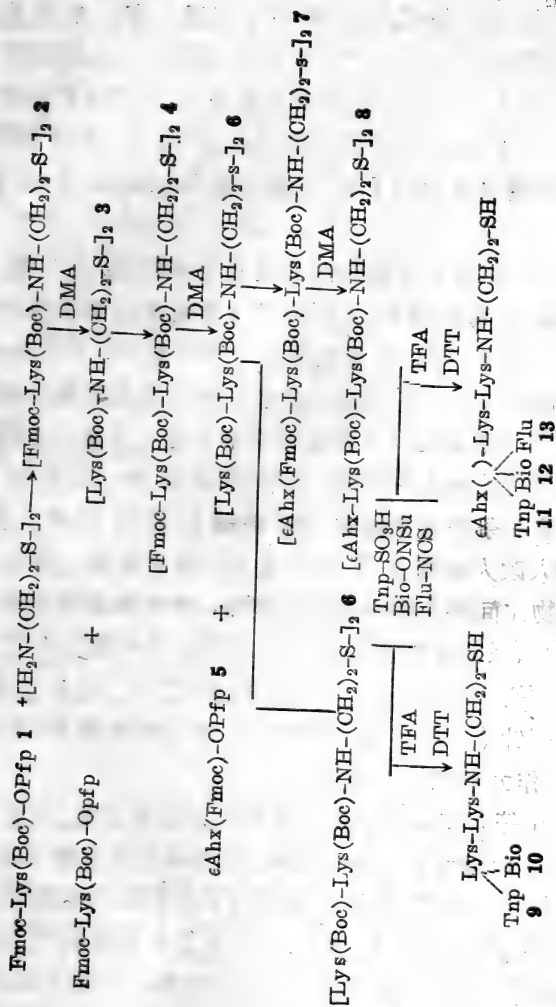 Fmoc-Lys(Boc)-OPfp 1 +[H₂N-(CH₂)₂-S-]₂→[Fmoc-Lys(Boc)-NH-(CH₂)₂-S-]₂ 2
DMA
Fmoc-Lys(Boc)-Opfp + [Lys(Boc)-NH-(CH₂)₂-S-]₂ 3
[Fmoc-Lys(Boc)-Lys(Boc)-NH-(CH₂)₂-S-]₂ 4
DMA
εAhx(Fmoc)-OPfp 5 + [Lys(Boc)-Lys(Boc)-NH-(CH₂)₂-s-]₂ 6
[εAhx(Fmoc)-Lys(Boc)-Lys(Boc)-NH-(CH₂)₂-s-]₂ 7
DMA
[Lys(Boc)-Lys(Boc)-NH-(CH₂)₂-S-]₂ 6 [εAhx-Lys(Boc)-Lys(Boc)-NH-(CH₂)₂-S-]₂ 8
Tnp-SO₃H
Bio-ONSu
Flu-NCS
TFA TFA
DTT DTT
Lys-Lys-NH-(CH₂)₂-SH εAhx( )-Lys-Lys-NH-(CH₂)₂-SH
Tnp Bio Tnp Bio Flu
9 10 11 12 13